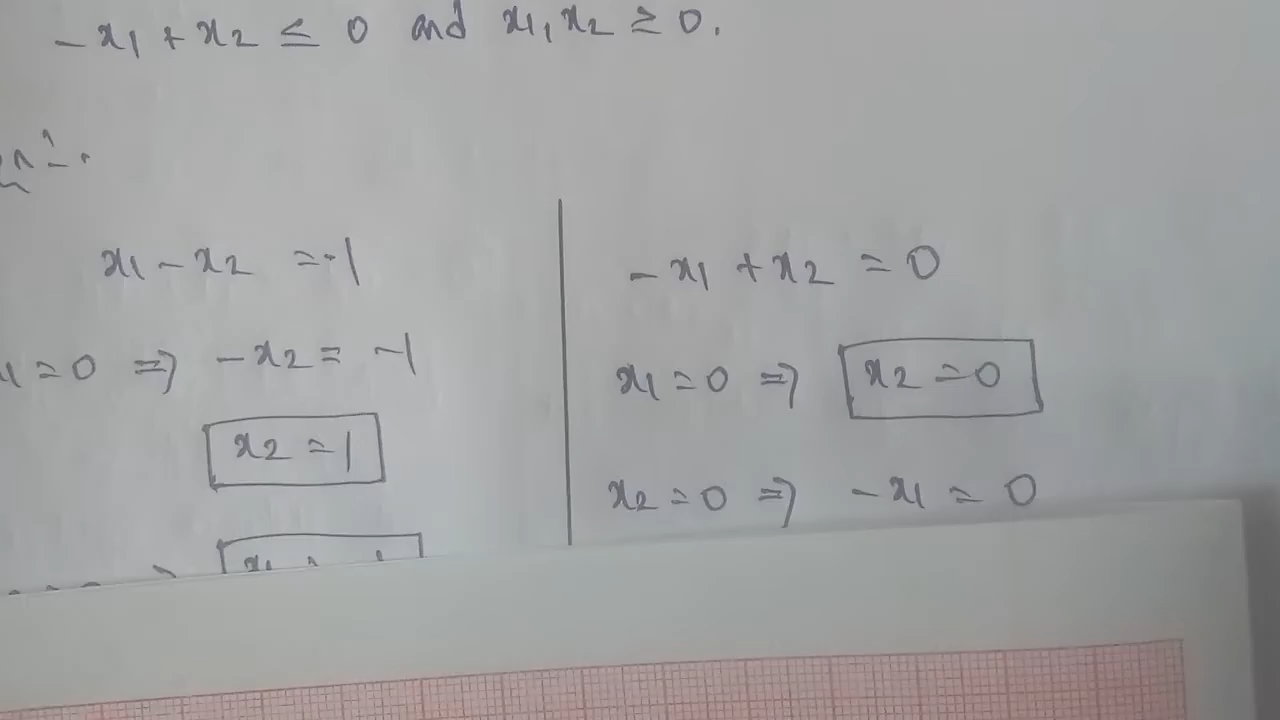 -x1 + x2 ≤ 0 and x1, x2 ≥ 0.
x1 - x2 = -1
= 0 ⇒ -x2 = -1
x2 = 1
-x1 + x2 = 0
x1 = 0 ⇒ x2 = 0
x2 = 0 ⇒ -x1 = 0